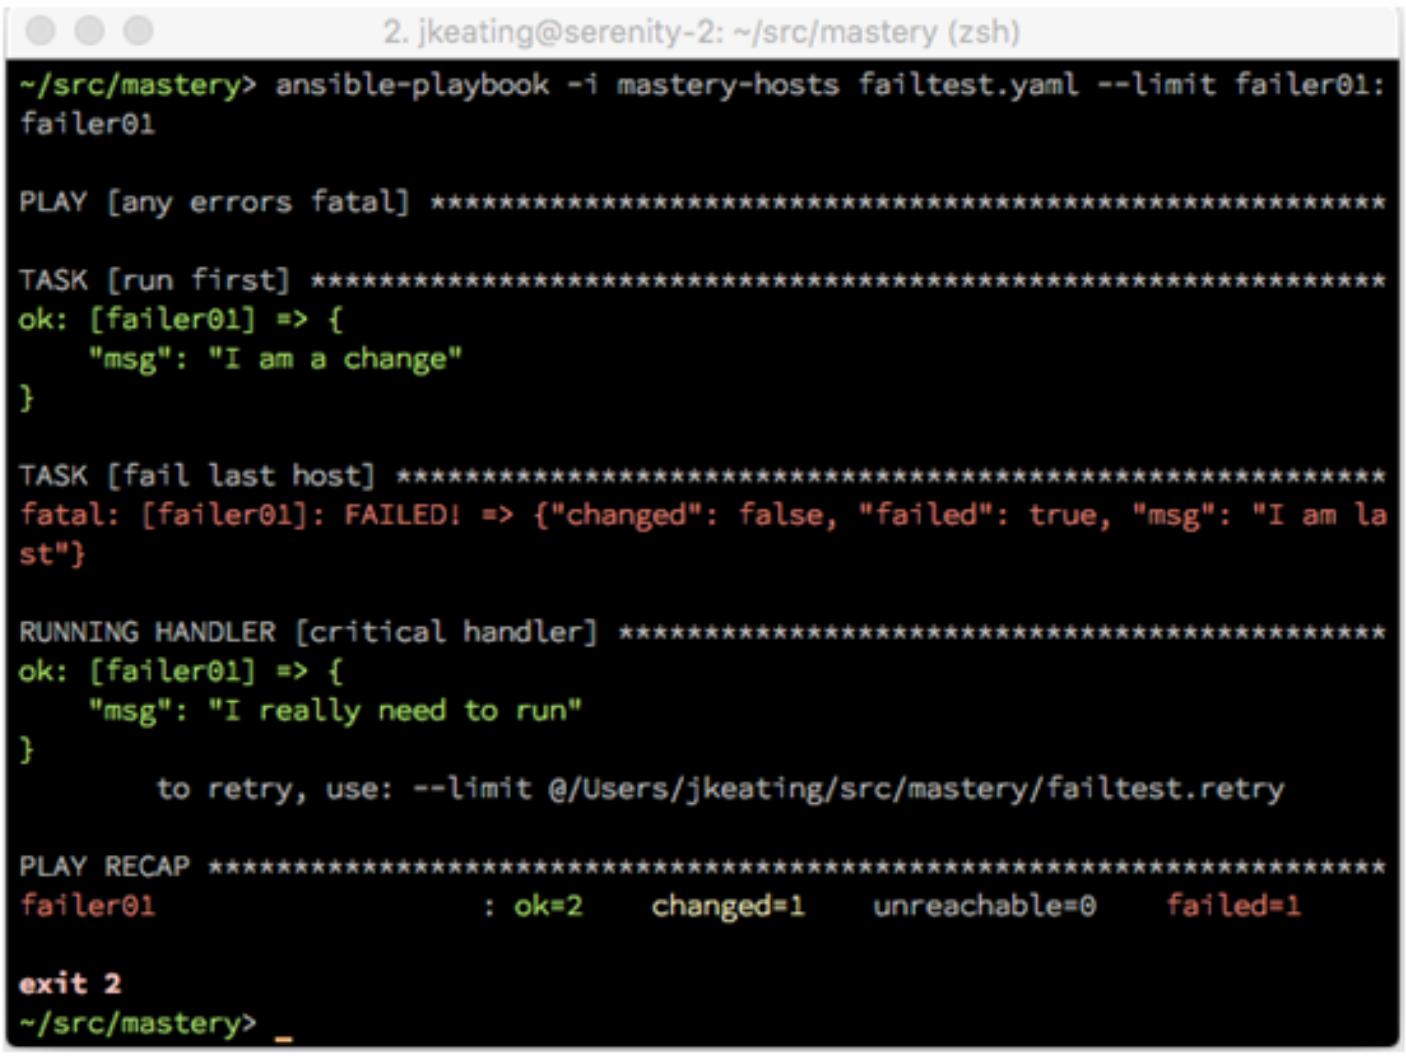 2. jkeating@serenity-2: ~/src/mastery (zsh)
~/src/mastery> ansible-playbook -i mastery-hosts failtest.yaml --limit failer01:
failer01
PLAY [any errors fatal] ********************************************************
TASK [run first] ***************************************************************
ok: [failer01] => {
    "msg": "I am a change"
}
TASK [fail last host] **********************************************************
fatal: [failer01]: FAILED! => {"changed": false, "failed": true, "msg": "I am la
st"}
RUNNING HANDLER [critical handler] *********************************************
ok: [failer01] => {
    "msg": "I really need to run"
}
        to retry, use: --limit @/Users/jkeating/src/mastery/failtest.retry
PLAY RECAP *********************************************************************
failer01                   : ok=2    changed=1    unreachable=0    failed=1
exit 2
~/src/mastery> _